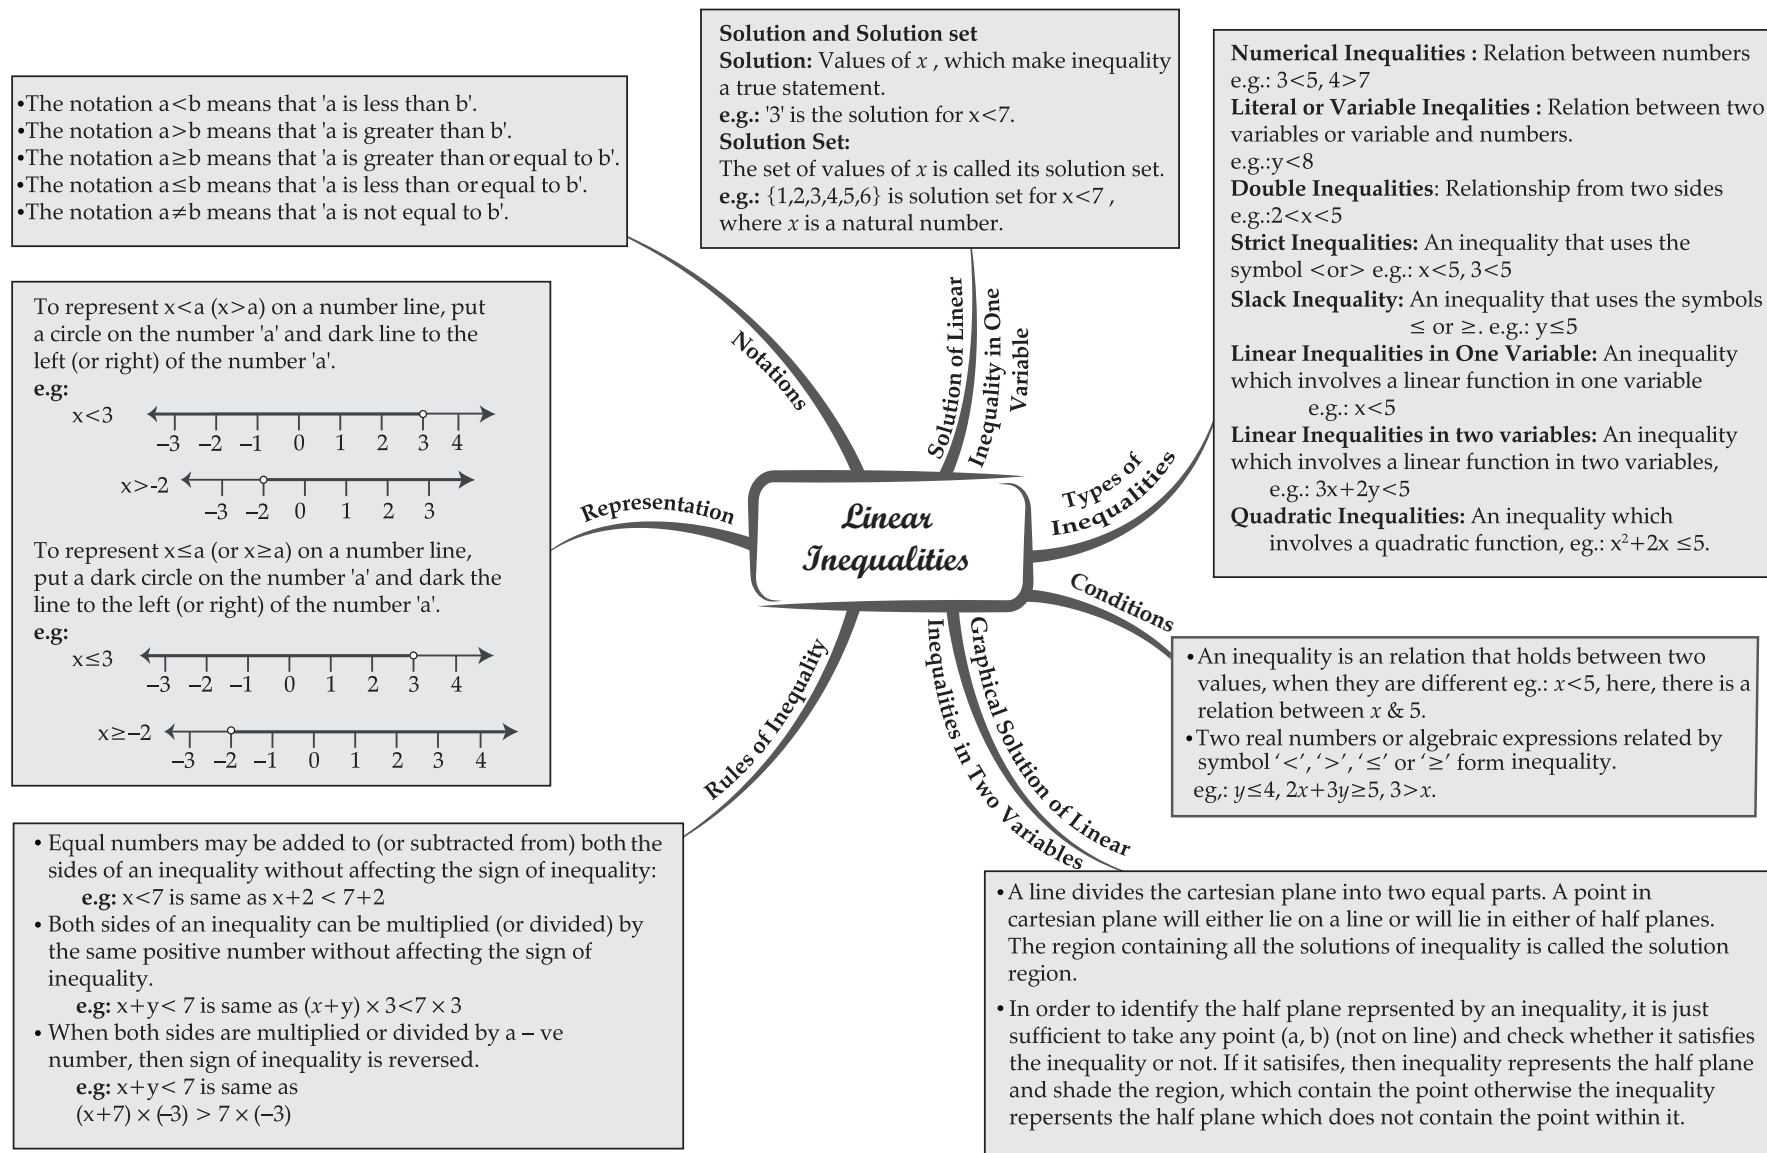 •The notation a<b means that 'a is less than b'.
•The notation a>b means that 'a is greater than b'.
•The notation a≥b means that 'a is greater than or equal to b'.
•The notation a≤b means that 'a is less than or equal to b'.
•The notation a≠b means that 'a is not equal to b'.
Solution and Solution set
Solution: Values of x , which make inequality
a true statement.
e.g.: '3' is the solution for x<7.
Solution Set:
The set of values of x is called its solution set.
e.g.: {1,2,3,4,5,6} is solution set for x<7 ,
where x is a natural number.
Numerical Inequalities : Relation between numbers
e.g.: 3<5, 4>7
Literal or Variable Ineqalities : Relation between two
variables or variable and numbers.
e.g.:y<8
Double Inequalities: Relationship from two sides
e.g.:2<x<5
Strict Inequalities: An inequality that uses the
symbol <or> e.g.: x<5, 3<5
Slack Inequality: An inequality that uses the symbols
≤ or ≥. e.g.: y≤5
Linear Inequalities in One Variable: An inequality
which involves a linear function in one variable
e.g.: x<5
Linear Inequalities in two variables: An inequality
which involves a linear function in two variables,
e.g.: 3x+2y<5
Quadratic Inequalities: An inequality which
involves a quadratic function, eg.: x²+2x ≤5.
To represent x<a (x>a) on a number line, put
a circle on the number 'a' and dark line to the
left (or right) of the number 'a'.
e.g:
x<3
–3 –2 –1 0 1 2 3 4
x>-2
–3 –2 0 1 2 3
To represent x≤a (or x≥a) on a number line,
put a dark circle on the number 'a' and dark the
line to the left (or right) of the number 'a'.
e.g:
x≤3
–3 –2 –1 0 1 2 3 4
x≥–2
–3 –2 –1 0 1 2 3 4
Notations
Solution of Linear
Inequality in One
Variable
Types of
Inequalities
Representation
Linear
Inequalities
Conditions
Rules of Inequality
Graphical Solution of Linear
Inequalities in Two Variables
•An inequality is an relation that holds between two
values, when they are different eg.: x<5, here, there is a
relation between x & 5.
•Two real numbers or algebraic expressions related by
symbol ‘<’, ‘>’, ‘≤’ or ‘≥’ form inequality.
eg,: y≤4, 2x+3y≥5, 3>x.
• Equal numbers may be added to (or subtracted from) both the
sides of an inequality without affecting the sign of inequality:
e.g: x<7 is same as x+2 < 7+2
• Both sides of an inequality can be multiplied (or divided) by
the same positive number without affecting the sign of
inequality.
e.g: x+y< 7 is same as (x+y) × 3<7 × 3
• When both sides are multiplied or divided by a – ve
number, then sign of inequality is reversed.
e.g: x+y< 7 is same as
(x+7) × (–3) > 7 × (–3)
•A line divides the cartesian plane into two equal parts. A point in
cartesian plane will either lie on a line or will lie in either of half planes.
The region containing all the solutions of inequality is called the solution
region.
•In order to identify the half plane reprsented by an inequality, it is just
sufficient to take any point (a, b) (not on line) and check whether it satisfies
the inequality or not. If it satisifes, then inequality represents the half plane
and shade the region, which contain the point otherwise the inequality
repersents the half plane which does not contain the point within it.